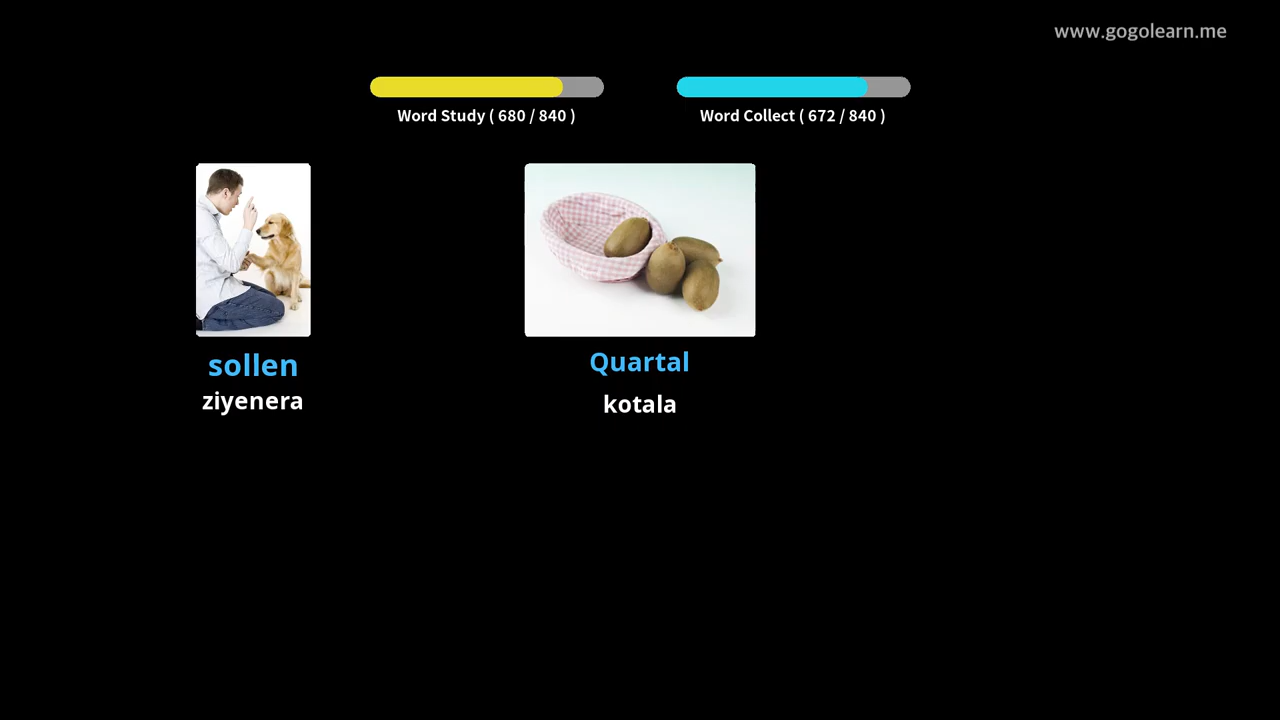 www.gogolearn.me
Word Study ( 680 / 840 )
Word Collect ( 672 / 840 )
sollen
ziyenera
Quartal
kotala